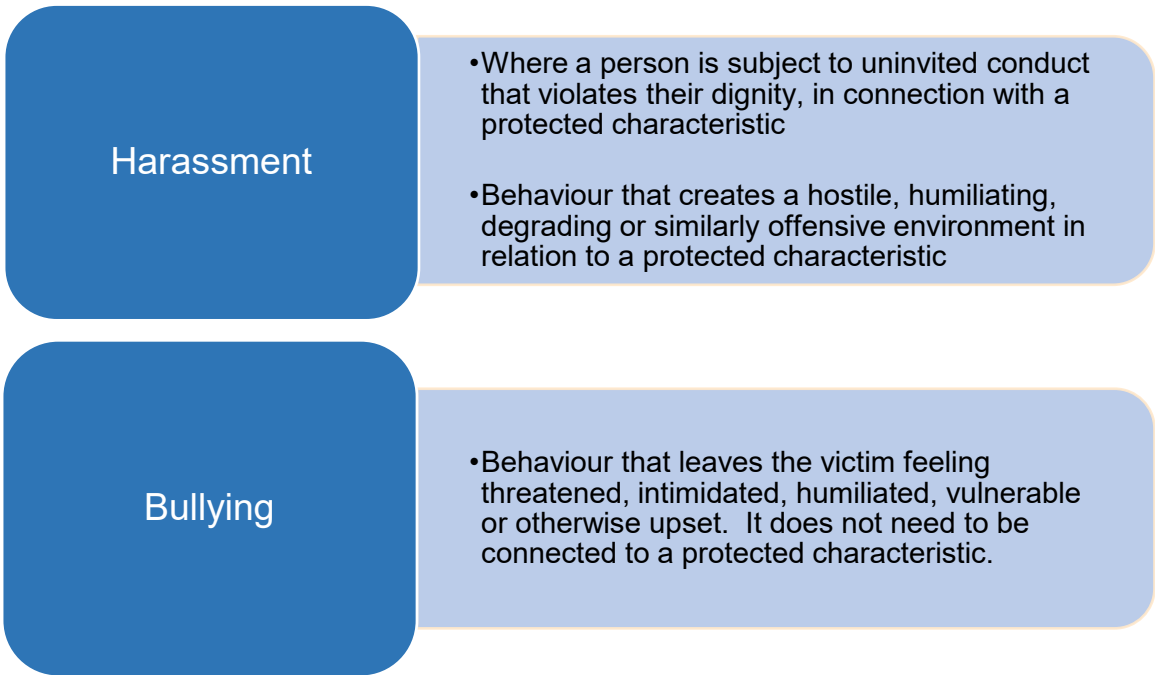 Harassment
•Where a person is subject to uninvited conduct
that violates their dignity, in connection with a
protected characteristic
•Behaviour that creates a hostile, humiliating,
degrading or similarly offensive environment in
relation to a protected characteristic
Bullying
•Behaviour that leaves the victim feeling
threatened, intimidated, humiliated, vulnerable
or otherwise upset.  It does not need to be
connected to a protected characteristic.